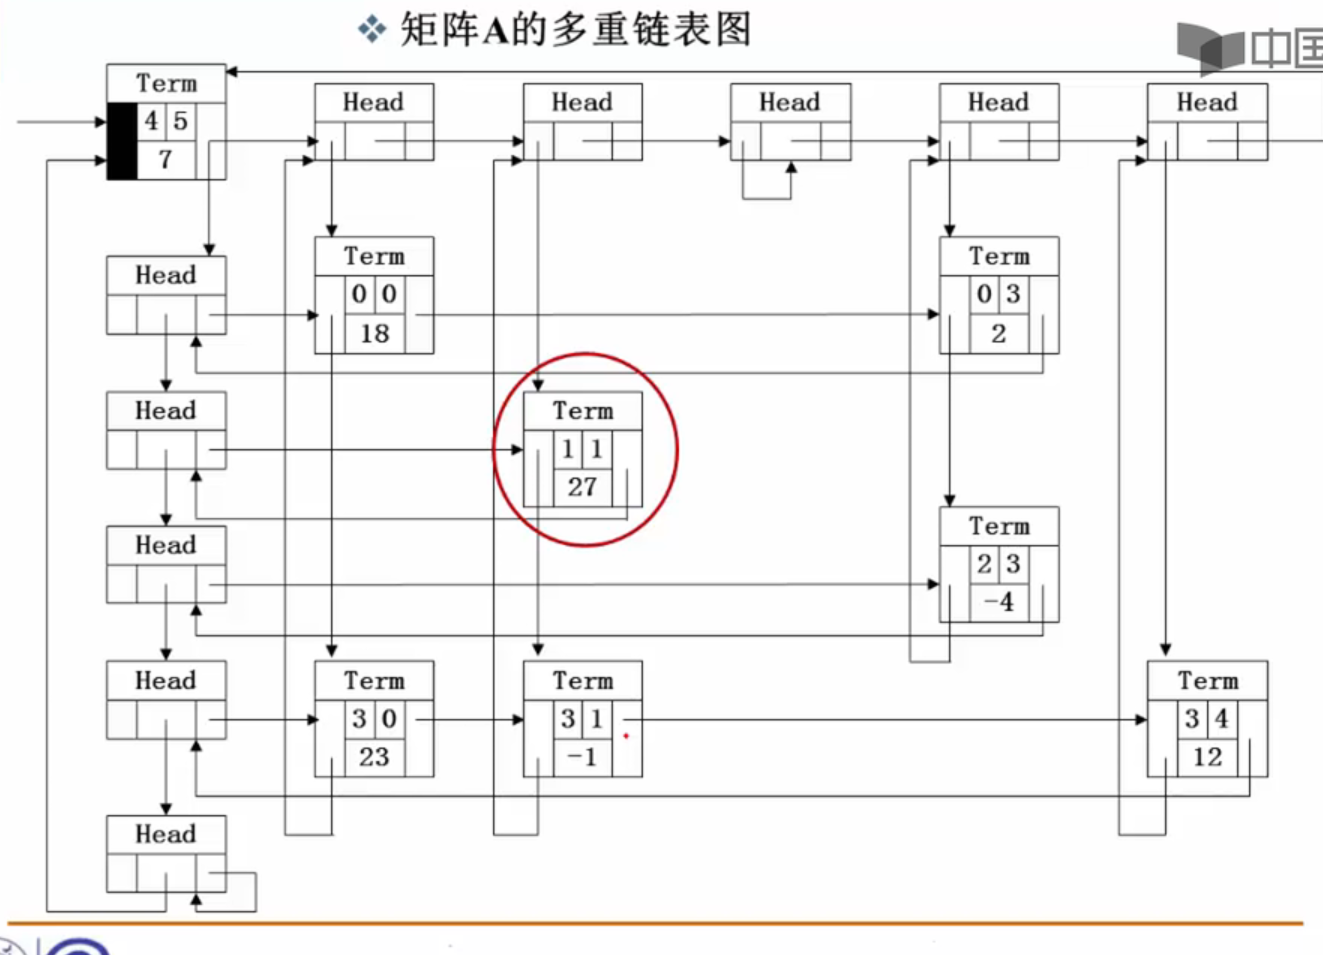 ❖ 矩阵A的多重链表图
中国
Term
4 5
7
Head
Head
Head
Head
Head
Head
Term
0 0
18
Term
0 3
2
Head
Term
1 1
27
Head
Term
2 3
-4
Head
Term
3 0
23
Term
3 1
-1
Term
3 4
12
Head